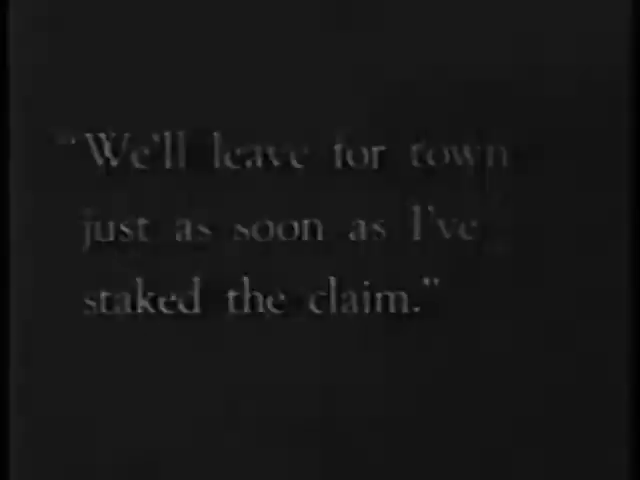 "We'll leave for town
just as soon as I've
staked the claim."